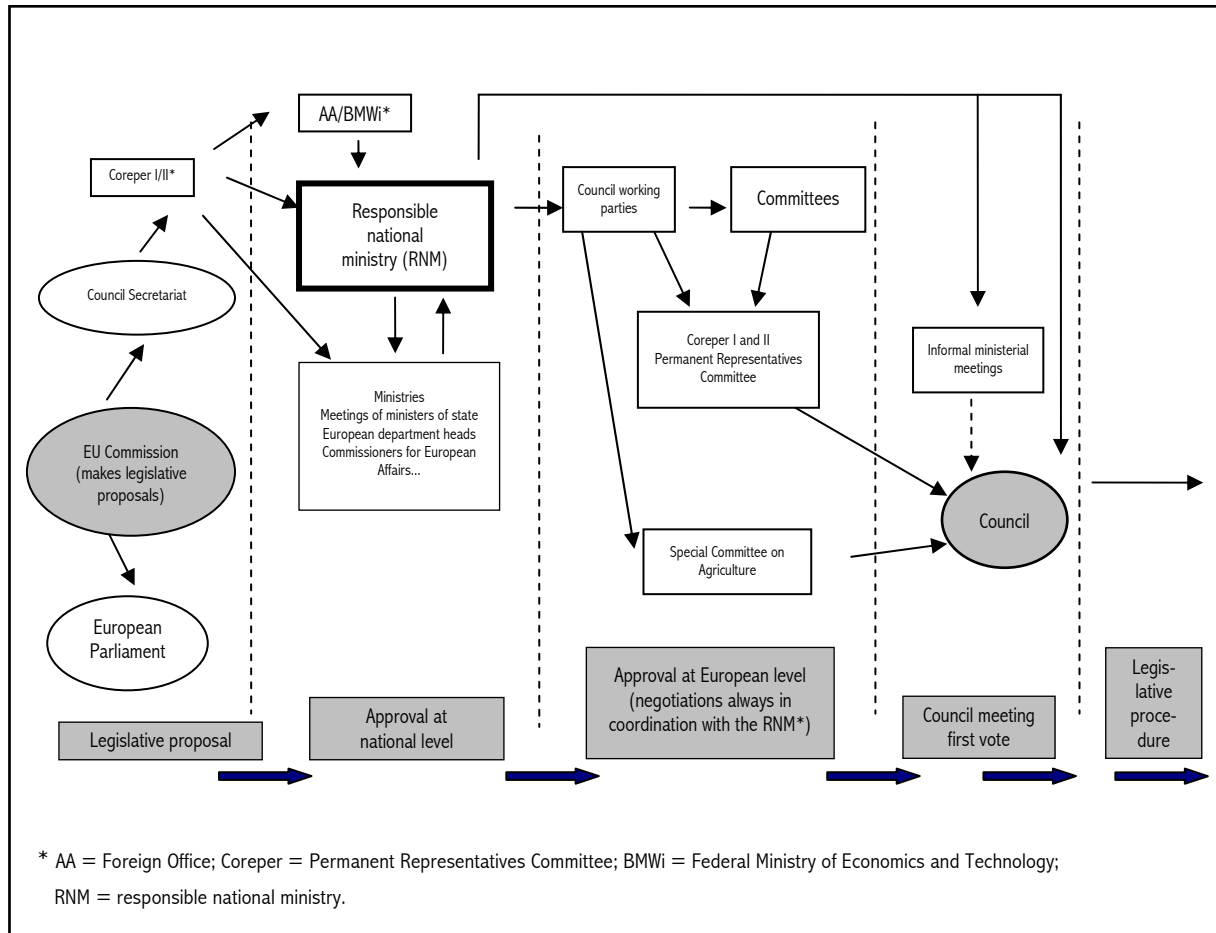 AA/BMWi*
Coreper I/II*
Responsible
national
ministry (RNM)
Council working
parties
Committees
Council Secretariat
Coreper I and II
Permanent Representatives
Committee
Informal ministerial
meetings
Ministries
Meetings of ministers of state
European department heads
Commissioners for European
Affairs...
EU Commission
(makes legislative
proposals)
Council
Special Committee on
Agriculture
European
Parliament
Legislative proposal
Approval at
national level
Approval at European level
(negotiations always in
coordination with the RNM*)
Council meeting
first vote
Legis-
lative
proce-
dure
* AA = Foreign Office; Coreper = Permanent Representatives Committee; BMWi = Federal Ministry of Economics and Technology;
RNM = responsible national ministry.